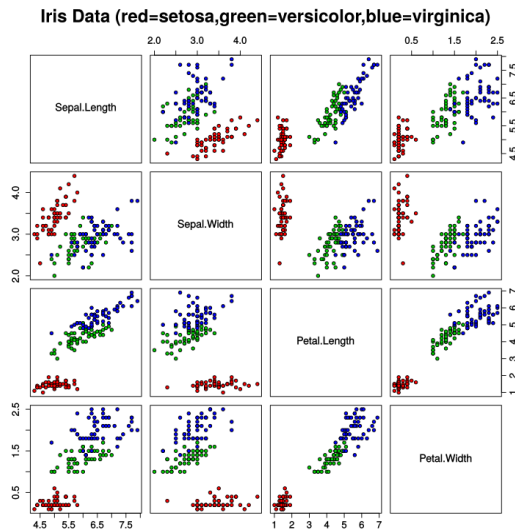 Iris Data (red=setosa,green=versicolor,blue=virginica)
2.0 3.0 4.0
0.5 1.5 2.5
Sepal.Length
4.5 5.5 6.5 7.5
2.0 3.0 4.0
Sepal.Width
Petal.Length
1 2 3 4 5 6 7
0.5 1.5 2.5
Petal.Width
4.5 5.5 6.5 7.5
1 2 3 4 5 6 7